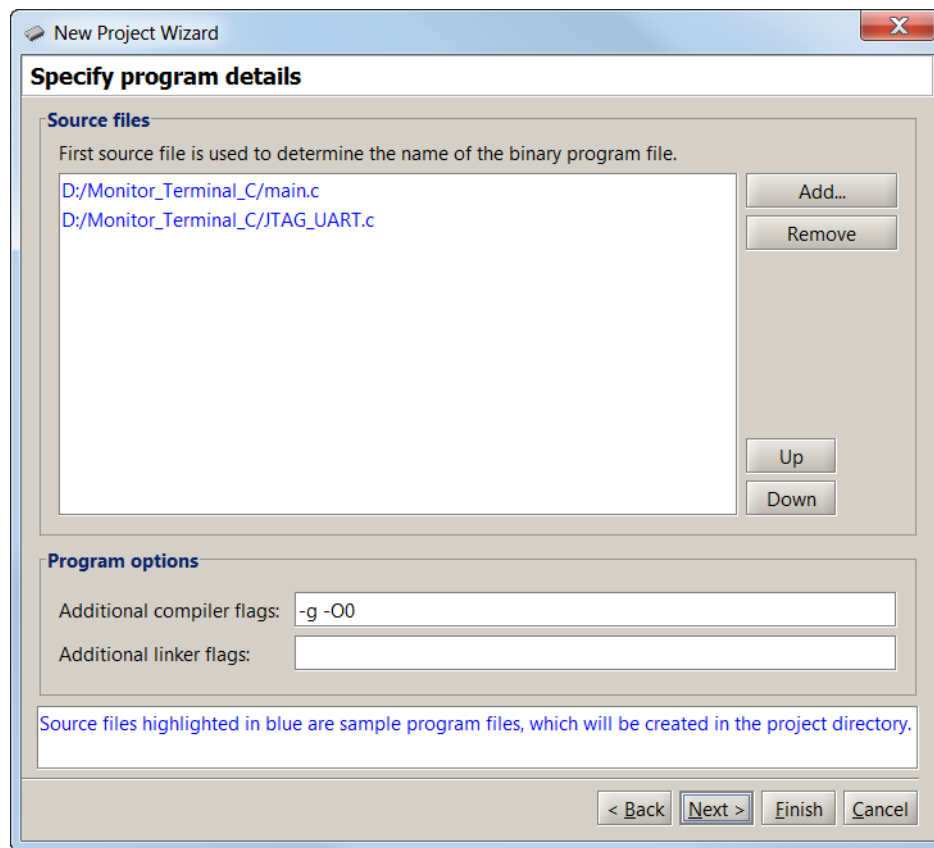 New Project Wizard
Specify program details
Source files
First source file is used to determine the name of the binary program file.
D:/Monitor_Terminal_C/main.c
D:/Monitor_Terminal_C/JTAG_UART.c
Add...
Remove
Up
Down
Program options
Additional compiler flags: -g -O0
Additional linker flags:
Source files highlighted in blue are sample program files, which will be created in the project directory.
< Back Next > Finish Cancel